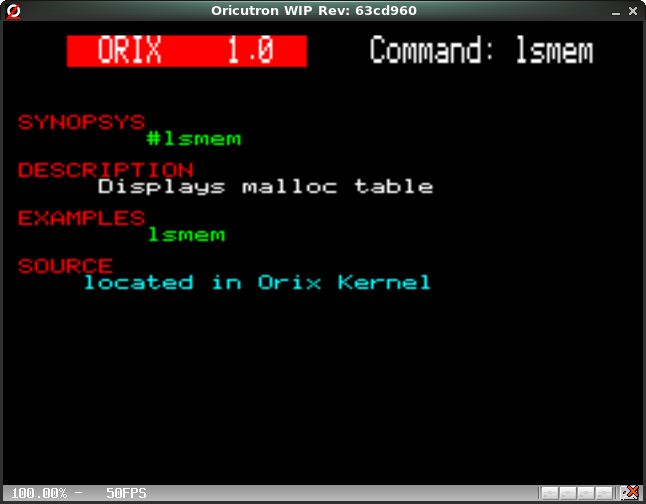 Oricutron WIP Rev: 63cd960
ORIX 1.0 Command: lsmem
SYNOPSYS
#lsmem
DESCRIPTION
Displays malloc table
EXAMPLES
lsmem
SOURCE
located in Orix Kernel
100.00% - 50FPS